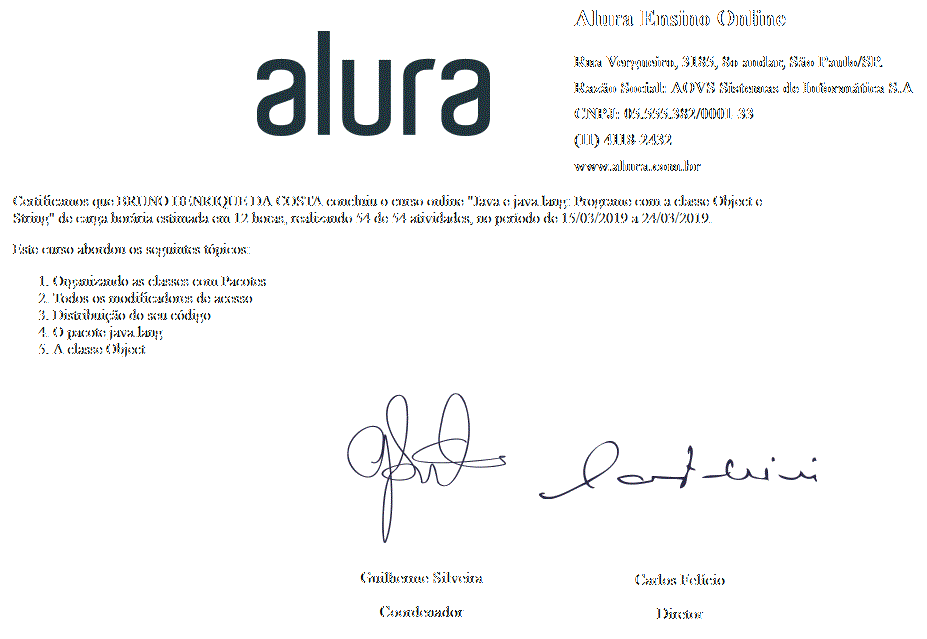 alura
Alura Ensino Online
Rua Vergueiro, 3185, 8o andar, São Paulo/SP.
Razão Social: AOVS Sistemas de Informática S.A
CNPJ: 05.555.382/0001-33
(11) 4118-2432
www.alura.com.br
Certificamos que BRUNO HENRIQUE DA COSTA concluiu o curso online "Java e java.lang: Programe com a classe Object e
String" de carga horária estimada em 12 horas, realizando 54 de 54 atividades, no período de 15/03/2019 a 24/03/2019.
Este curso abordou os seguintes tópicos:
1. Organizando as classes com Pacotes
2. Todos os modificadores de acesso
3. Distribuição do seu código
4. O pacote java.lang
5. A classe Object
Guilherme Silveira
Coordenador
Carlos Felício
Diretor